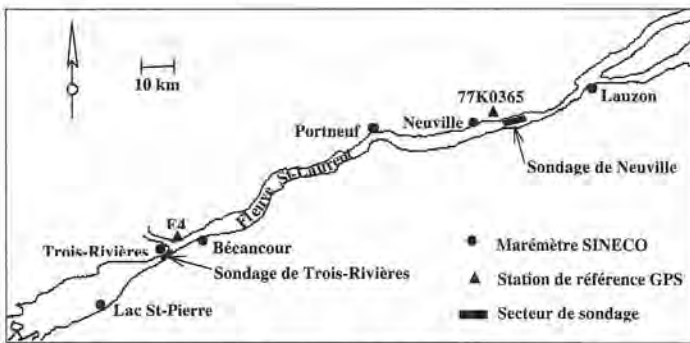 10 km
77K0365
Lauzon
Portneuf
Neuville
Sondage de Neuville
Fleuve St-Laurent
F4
Trois-Rivières
Bécancour
Sondage de Trois-Rivières
Lac St-Pierre
Marémètre SINECO
Station de référence GPS
Secteur de sondage